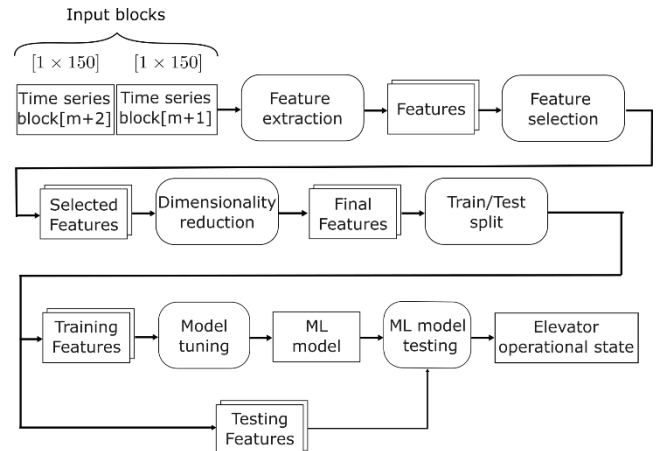 Input blocks
[1 × 150] [1 × 150]
Time series
block[m+2]
Time series
block[m+1]
Feature
extraction
Features
Feature
selection
Selected
Features
Dimensionality
reduction
Final
Features
Train/Test
split
Training
Features
Model
tuning
ML
model
ML model
testing
Elevator
operational state
Testing
Features